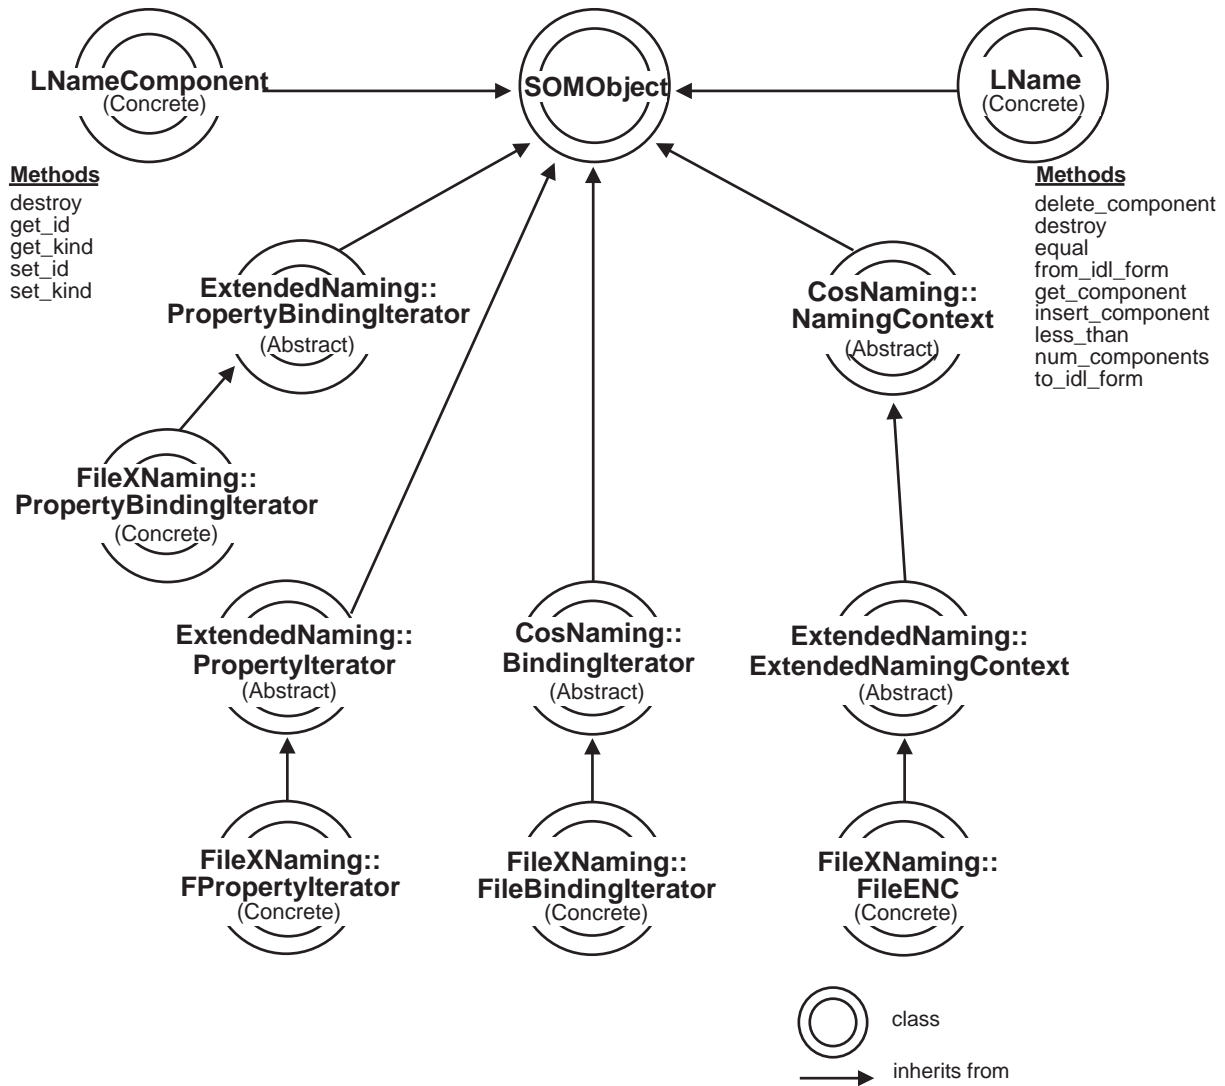 LNameComponent
(Concrete)
SOMObject
LName
(Concrete)
Methods
destroy
get_id
get_kind
set_id
set_kind
Methods
delete_component
destroy
equal
from_idl_form
get_component
insert_component
less_than
num_components
to_idl_form
ExtendedNaming::
PropertyBindingIterator
(Abstract)
CosNaming::
NamingContext
(Abstract)
FileXNaming::
PropertyBindingIterator
(Concrete)
ExtendedNaming::
PropertyIterator
(Abstract)
CosNaming::
BindingIterator
(Abstract)
ExtendedNaming::
ExtendedNamingContext
(Abstract)
FileXNaming::
FPropertyIterator
(Concrete)
FileXNaming::
FileBindingIterator
(Concrete)
FileXNaming::
FileENC
(Concrete)
class
inherits from